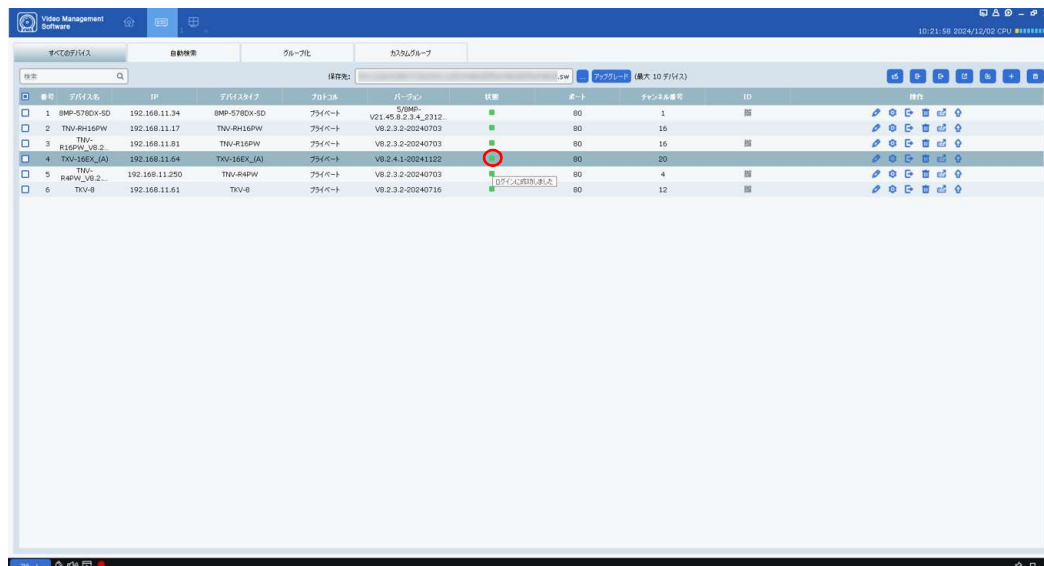 Video Management
Software
10:21:58 2024/12/02 CPU
すべてのデバイス 自動検索 グループ化 カスタムグループ
検索 保存先: .sw ... アップグレード (最大 10 デバイス)
番号 デバイス名 IP デバイスタイプ プロトコル バージョン 状態 ポート チャンネル番号 ID 操作
1 8MP-578DX-SD 192.168.11.34 8MP-578DX-SD プライベート 5/8MP-V21.45.8.2.3.4_2312... 80 1
2 TNV-RH16PW 192.168.11.17 TNV-RH16PW プライベート V8.2.3.2-20240703 80 16
3 TNV-R16PW_V8.2... 192.168.11.81 TNV-R16PW プライベート V8.2.3.2-20240703 80 16
4 TXV-16EX_(A) 192.168.11.64 TXV-16EX_(A) プライベート V8.2.4.1-20241122 80 20
5 TNV-R4PW_V8.2... 192.168.11.250 TNV-R4PW プライベート V8.2.3.2-20240703 80 4
ログインに成功しました
6 TKV-8 192.168.11.61 TKV-8 プライベート V8.2.3.2-20240716 80 12